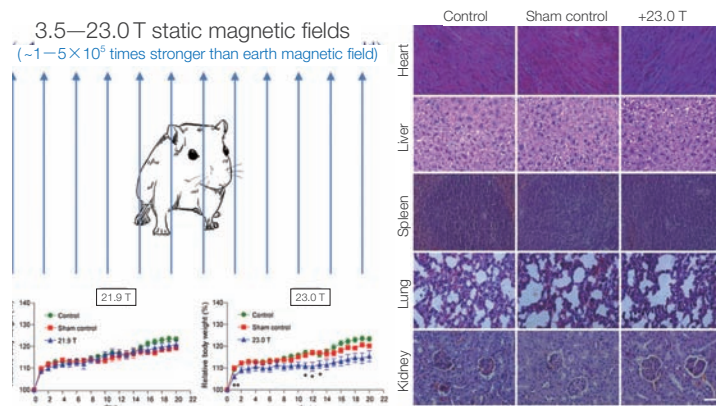 3.5—23.0 T static magnetic fields
(~1—5×10⁵ times stronger than earth magnetic field)
21.9 T
140
130
120
110
100
Control
Sham control
21.9 T
0 2 4 6 8 10 12 14 16 18 20 22
23.0 T
Relative body weight (%)
140
130
120
110
100
Control
Sham control
23.0 T
**
* * *
0 2 4 6 8 10 12 14 16 18 20 22
Control Sham control +23.0 T
Heart
Liver
Spleen
Lung
Kidney